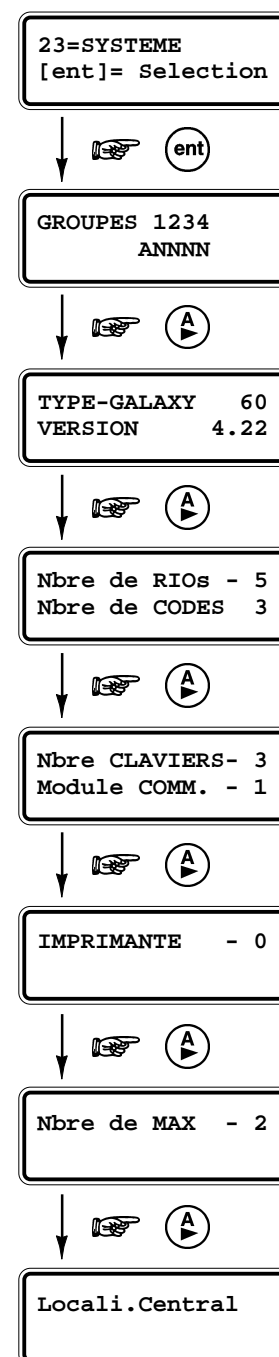 23=SYSTEME
[ent]= Selection
ent
GROUPES 1234
ANNNN
A
TYPE-GALAXY 60
VERSION 4.22
A
Nbre de RIOs - 5
Nbre de CODES 3
A
Nbre CLAVIERS- 3
Module COMM. - 1
A
IMPRIMANTE - 0
A
Nbre de MAX - 2
A
Locali.Central